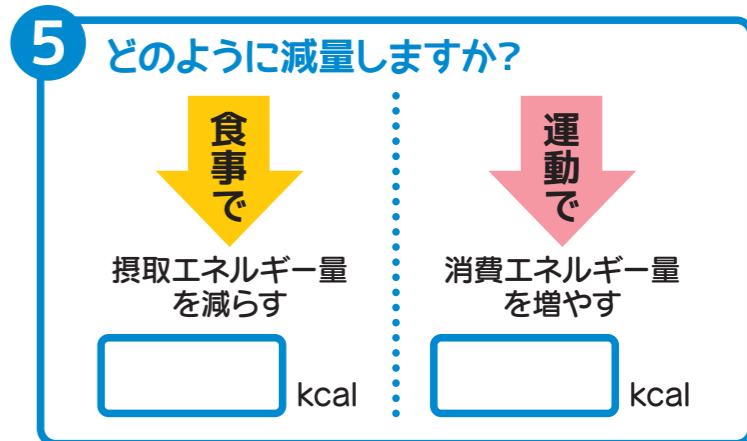 5 どのように減量しますか?
食事で
摂取エネルギー量
を減らす
kcal
運動で
消費エネルギー量
を増やす
kcal